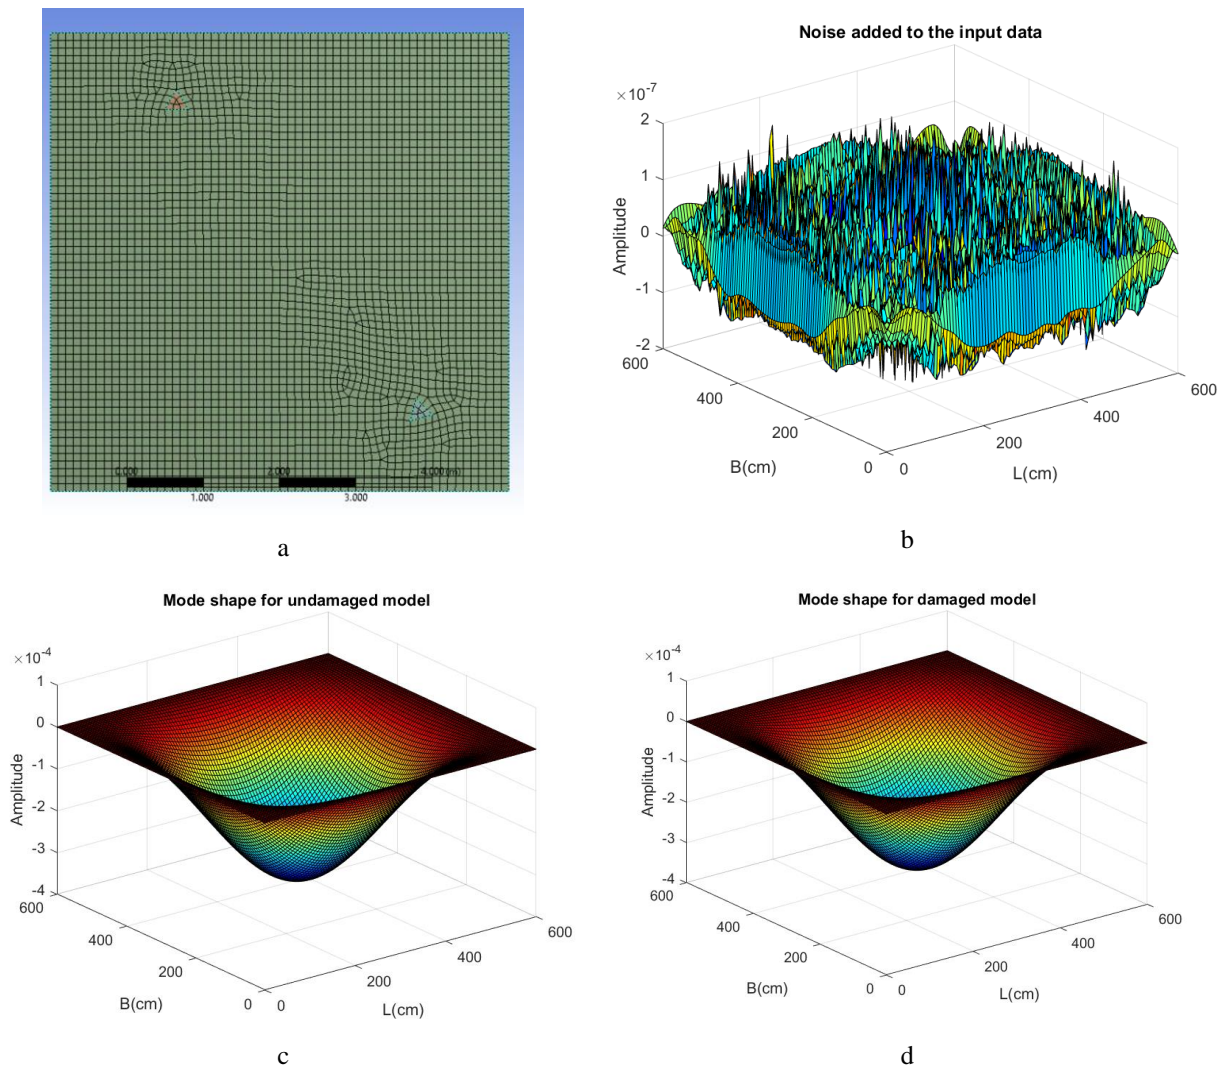 0.000
2.000
4.000 (m)
1.000
3.000
a
Noise added to the input data
×10-7
2
1
0
-1
-2
Amplitude
600
400
200
0
B(cm)
0
200
400
600
L(cm)
b
Mode shape for undamaged model
×10-4
1
0
-1
-2
-3
-4
Amplitude
600
400
200
0
B(cm)
0
200
400
600
L(cm)
c
Mode shape for damaged model
×10-4
1
0
-1
-2
-3
-4
Amplitude
600
400
200
0
B(cm)
0
200
400
600
L(cm)
d